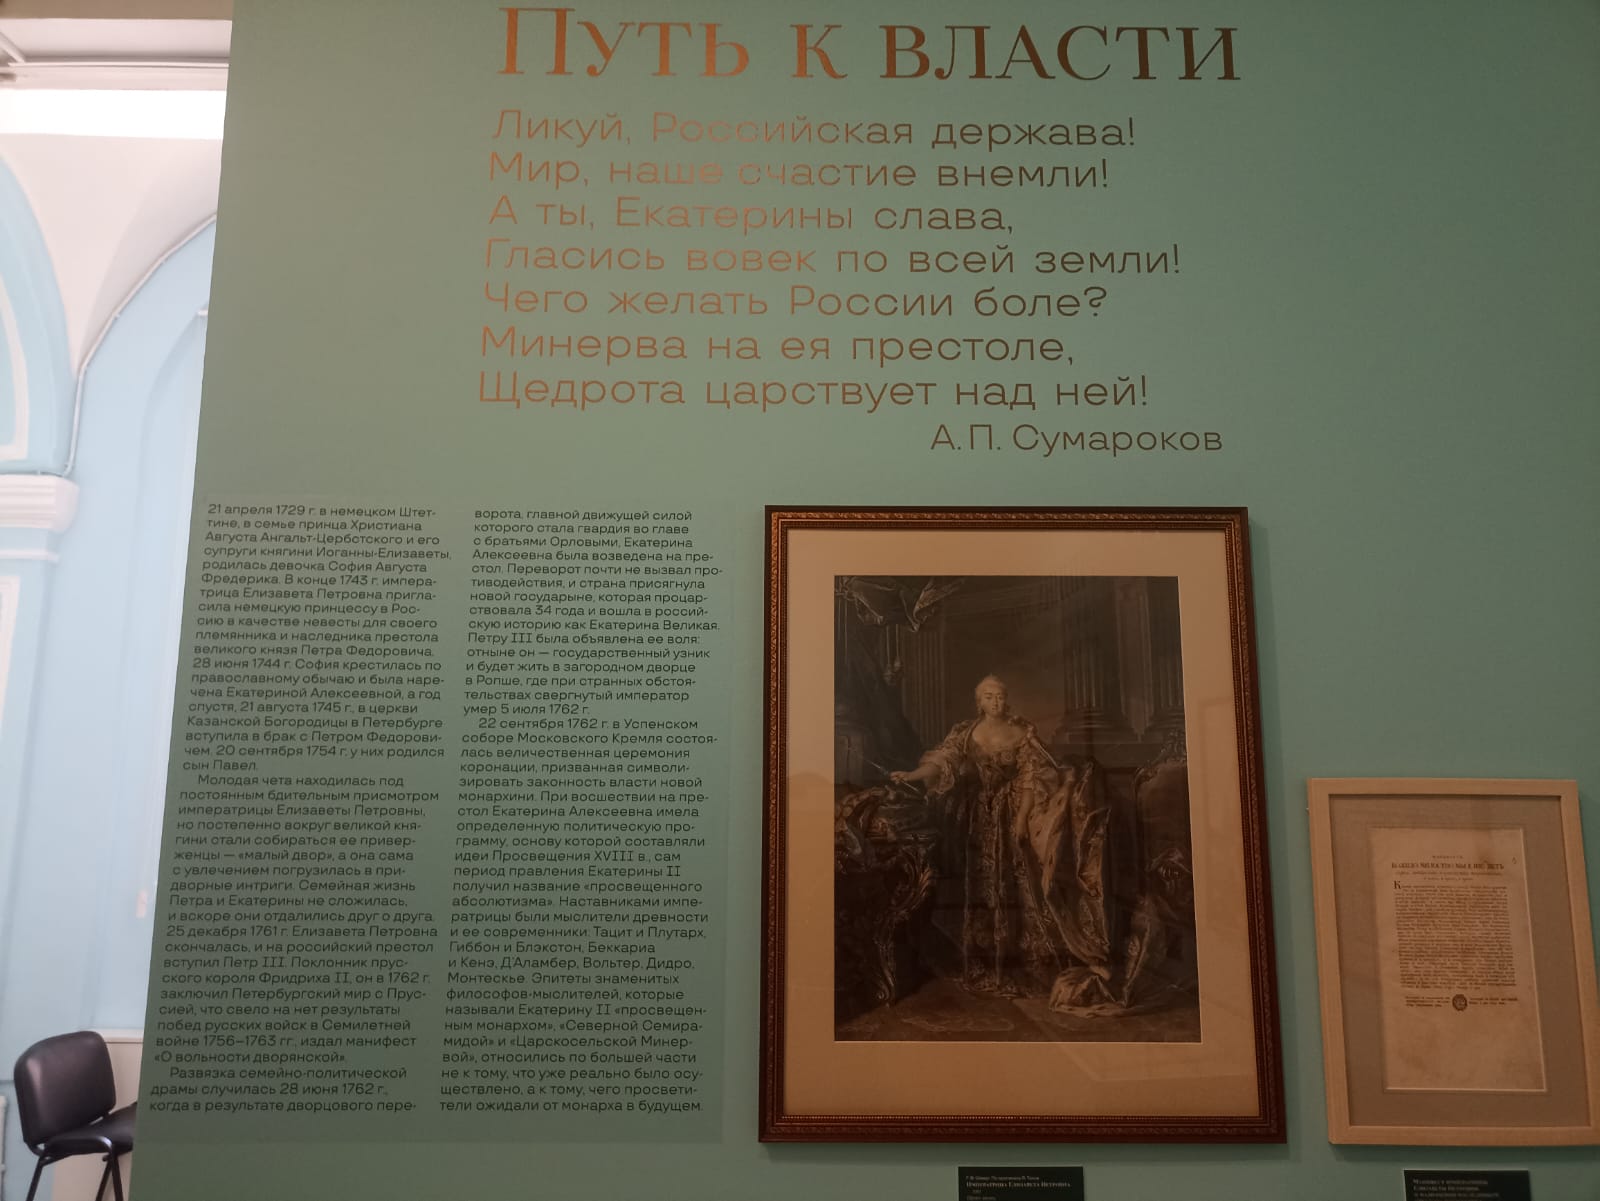 Путь к власти
Ликуй, Российская держава!
Мир, наше счастие внемли!
А ты, Екатерины слава,
Гласись вовек по всей земли!
Чего желать России боле?
Минерва на ея престоле,
Щедрота царствует над ней!
А. П. Сумароков
21 апреля 1729 г. в немецком Штет-
тине, в семье принца Христиана
Августа Ангальт-Цербстского и его
супруги княгини Иоганны-Елизаветы,
родилась девочка София Августа
Фредерика. В конце 1743 г. импера-
трица Елизавета Петровна пригла-
сила немецкую принцессу в Рос-
сию в качестве невесты для своего
племянника и наследника престола
великого князя Петра Федоровича.
28 июня 1744 г. София крестилась по
православному обычаю и была наре-
чена Екатериной Алексеевной, а год
спустя, 21 августа 1745 г., в церкви
Казанской Богородицы в Петербурге
вступила в брак с Петром Федорови-
чем. 20 сентября 1754 г. у них родился
сын Павел.
Молодая чета находилась под
постоянным бдительным присмотром
императрицы Елизаветы Петровны,
но постепенно вокруг великой кня-
гини стали собираться ее привер-
женцы — «малый двор», а она сама
с увлечением погрузилась в при-
дворные интриги. Семейная жизнь
Петра и Екатерины не сложилась,
и вскоре они отдалились друг о друга.
25 декабря 1761 г. Елизавета Петровна
скончалась, и на российский престол
вступил Петр III. Поклонник прус-
ского короля Фридриха II, он в 1762 г.
заключил Петербургский мир с Прус-
сией, что свело на нет результаты
побед русских войск в Семилетней
войне 1756–1763 гг., издал манифест
«О вольности дворянской».
Развязка семейно-политической
драмы случилась 28 июня 1762 г.,
когда в результате дворцового пере-
ворота, главной движущей силой
которого стала гвардия во главе
с братьями Орловыми, Екатерина
Алексеевна была возведена на пре-
стол. Переворот почти не вызвал про-
тиводействия, и страна присягнула
новой государыне, которая процар-
ствовала 34 года и вошла в россий-
скую историю как Екатерина Великая.
Петру III была объявлена ее воля:
отныне он — государственный узник
и будет жить в загородном дворце
в Ропше, где при странных обстоя-
тельствах свергнутый император
умер 5 июля 1762 г.
22 сентября 1762 г. в Успенском
соборе Московского Кремля состоя-
лась величественная церемония
коронации, призванная символи-
зировать законность власти новой
монархини. При восшествии на пре-
стол Екатерина Алексеевна имела
определенную политическую про-
грамму, основу которой составляли
идеи Просвещения XVIII в., сам
период правления Екатерины II
получил название «просвещенного
абсолютизма». Наставниками импе-
ратрицы были мыслители древности
и ее современники: Тацит и Плутарх,
Гиббон и Блэкстон, Беккариа
и Кенэ, Д'Аламбер, Вольтер, Дидро,
Монтескье. Эпитеты знаменитых
философов-мыслителей, которые
называли Екатерину II «просвещен-
ным монархом», «Северной Семира-
мидой» и «Царскосельской Минер-
вой», относились по большей части
не к тому, что уже реально было осу-
ществлено, а к тому, чего просвети-
тели ожидали от монарха в будущем.
Императрица Елизавета Петровна